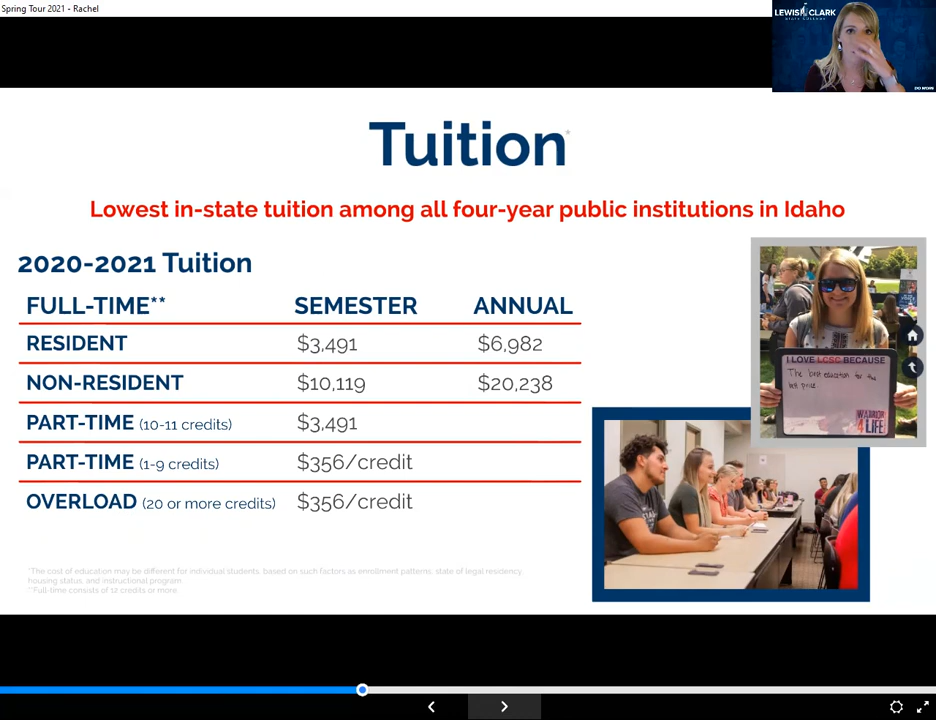 Spring Tour 2021 - Rachel
LEWIS CLARK
STATE COLLEGE
Tuition*
Lowest in-state tuition among all four-year public institutions in Idaho
2020-2021 Tuition
FULL-TIME** SEMESTER ANNUAL
RESIDENT $3,491 $6,982
NON-RESIDENT $10,119 $20,238
PART-TIME (10-11 credits) $3,491
PART-TIME (1-9 credits) $356/credit
OVERLOAD (20 or more credits) $356/credit
I LOVE LCSC BECAUSE
The best education for the
best price
WARRIOR
4 LIFE
*The cost of education may be different for individual students, based on such factors as enrollment patterns, state of legal residency,
housing status, and instructional program.
**Full-time consists of 12 credits or more.